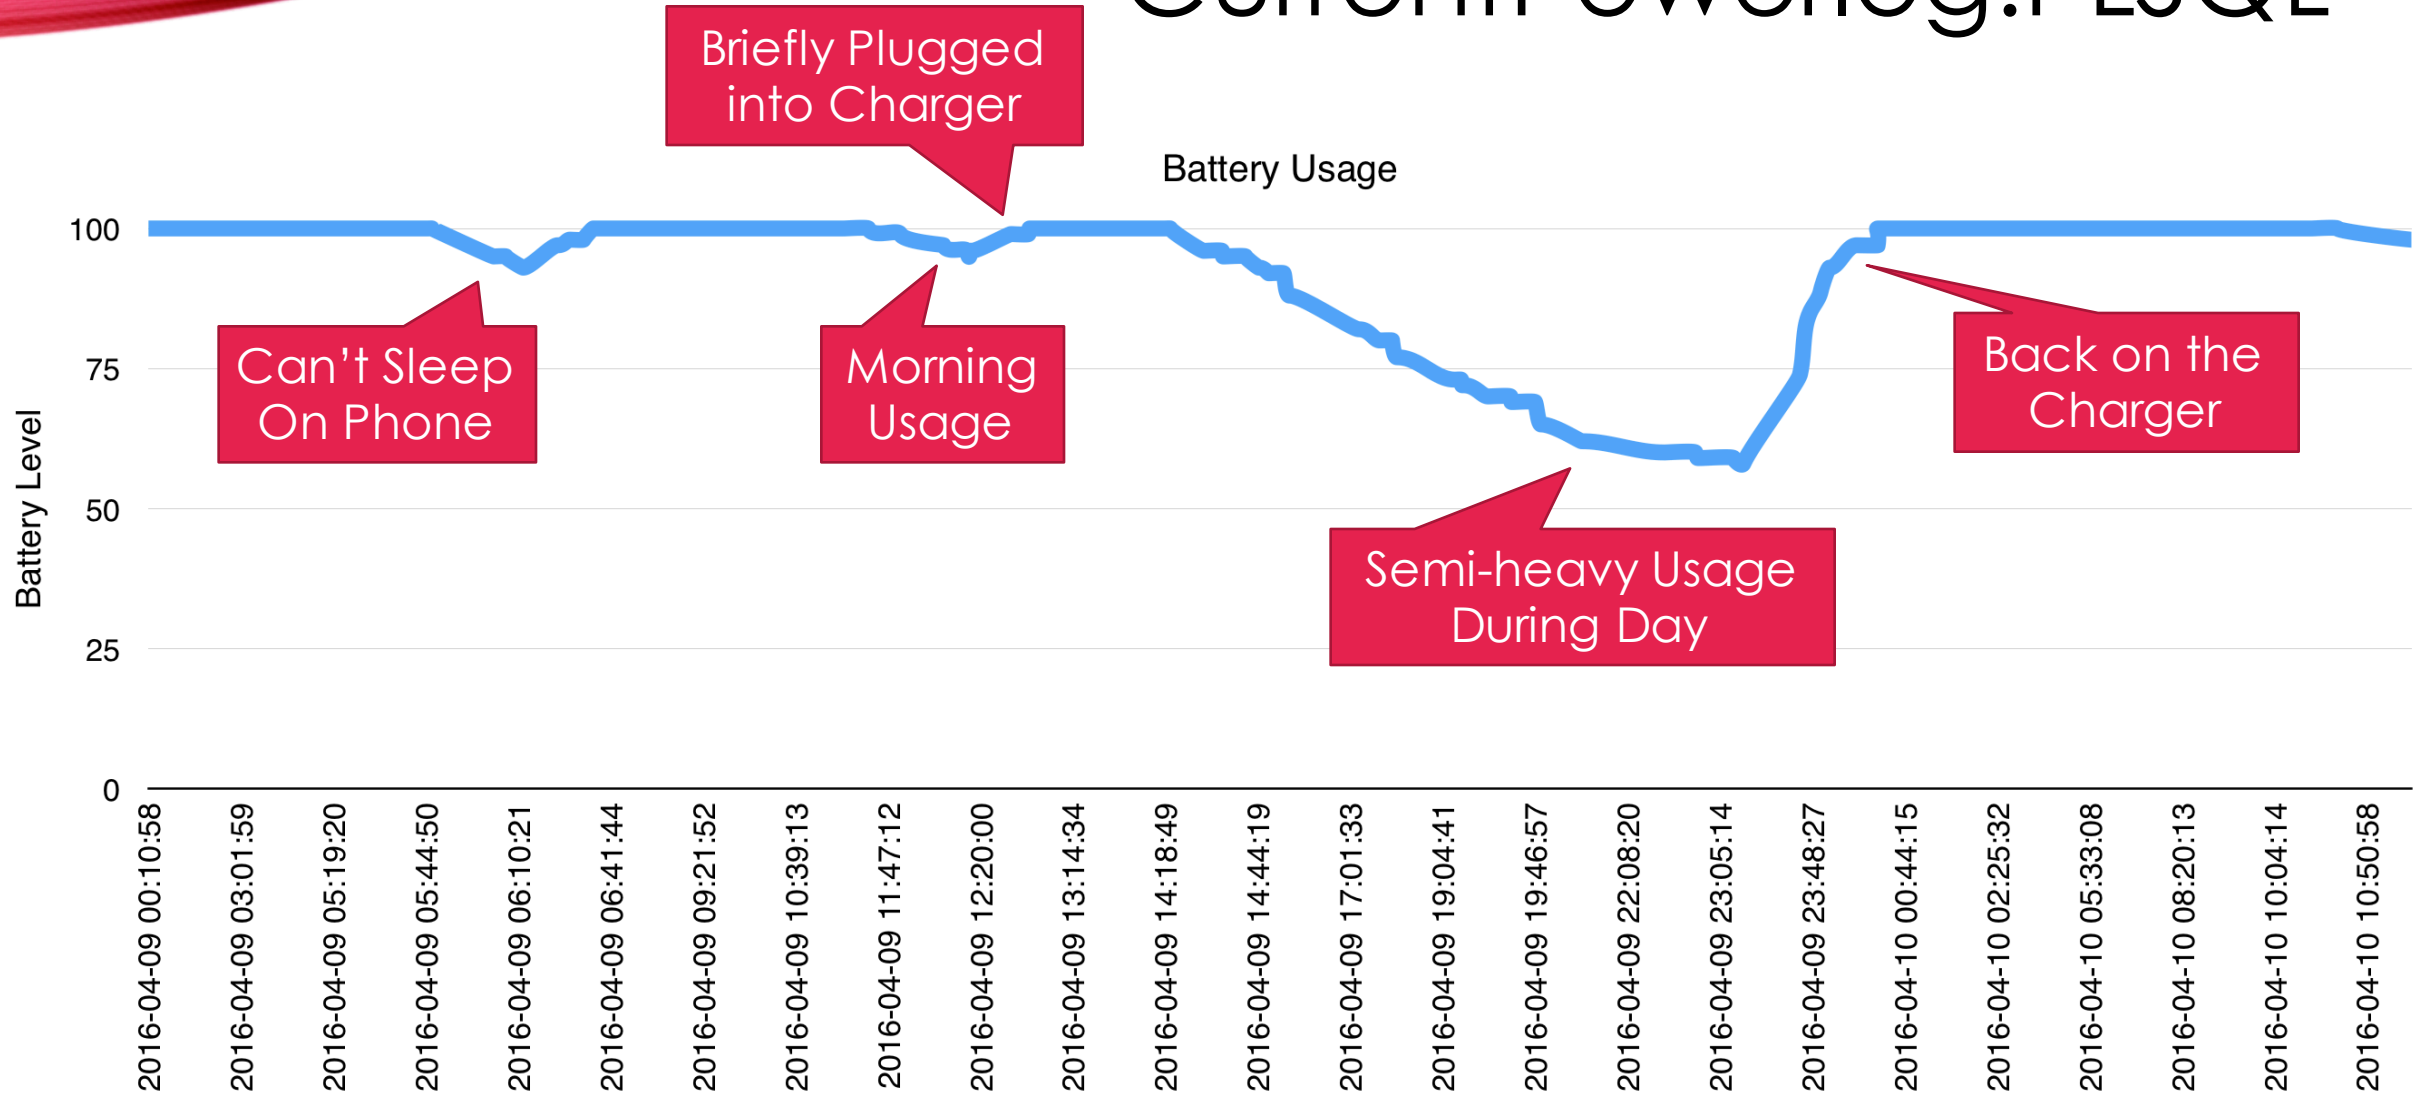 CurrentPowerlog.PLSQL
Briefly Plugged
into Charger
Battery Usage
100
75
50
25
0
Battery Level
Can’t Sleep
On Phone
Morning
Usage
Semi-heavy Usage
During Day
Back on the
Charger
2016-04-09 00:10:58
2016-04-09 03:01:59
2016-04-09 05:19:20
2016-04-09 05:44:50
2016-04-09 06:10:21
2016-04-09 06:41:44
2016-04-09 09:21:52
2016-04-09 10:39:13
2016-04-09 11:47:12
2016-04-09 12:20:00
2016-04-09 13:14:34
2016-04-09 14:18:49
2016-04-09 14:44:19
2016-04-09 17:01:33
2016-04-09 19:04:41
2016-04-09 19:46:57
2016-04-09 22:08:20
2016-04-09 23:05:14
2016-04-09 23:48:27
2016-04-10 00:44:15
2016-04-10 02:25:32
2016-04-10 05:33:08
2016-04-10 08:20:13
2016-04-10 10:04:14
2016-04-10 10:50:58